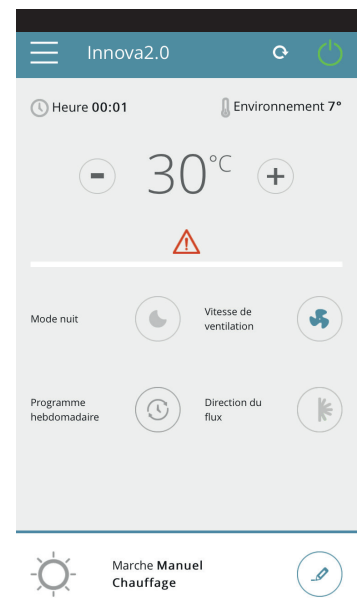 Innova2.0
Heure 00:01 Environnement 7°
- 30°C +
Mode nuit
Vitesse de
ventilation
Programme
hebdomadaire
Direction du
flux
Marche Manuel
Chauffage